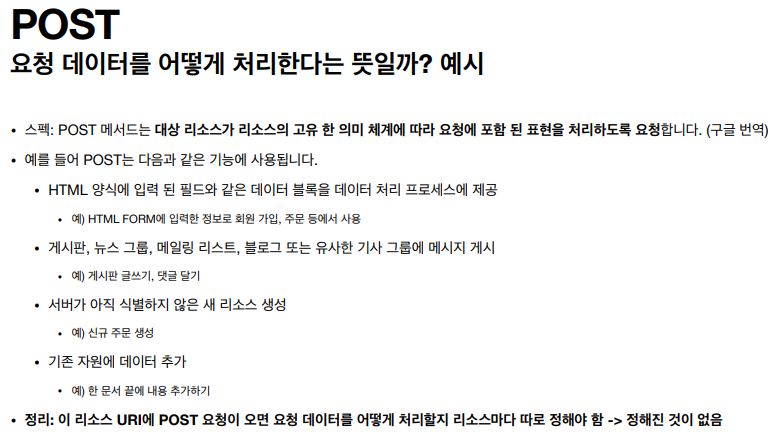 POST
요청 데이터를 어떻게 처리한다는 뜻일까? 예시
• 스펙: POST 메서드는 대상 리소스가 리소스의 고유 한 의미 체계에 따라 요청에 포함 된 표현을 처리하도록 요청합니다. (구글 번역)
• 예를 들어 POST는 다음과 같은 기능에 사용됩니다.
• HTML 양식에 입력 된 필드와 같은 데이터 블록을 데이터 처리 프로세스에 제공
• 예) HTML FORM에 입력한 정보로 회원 가입, 주문 등에서 사용
• 게시판, 뉴스 그룹, 메일링 리스트, 블로그 또는 유사한 기사 그룹에 메시지 게시
• 예) 게시판 글쓰기, 댓글 달기
• 서버가 아직 식별하지 않은 새 리소스 생성
• 예) 신규 주문 생성
• 기존 자원에 데이터 추가
• 예) 한 문서 끝에 내용 추가하기
• 정리: 이 리소스 URI에 POST 요청이 오면 요청 데이터를 어떻게 처리할지 리소스마다 따로 정해야 함 -> 정해진 것이 없음